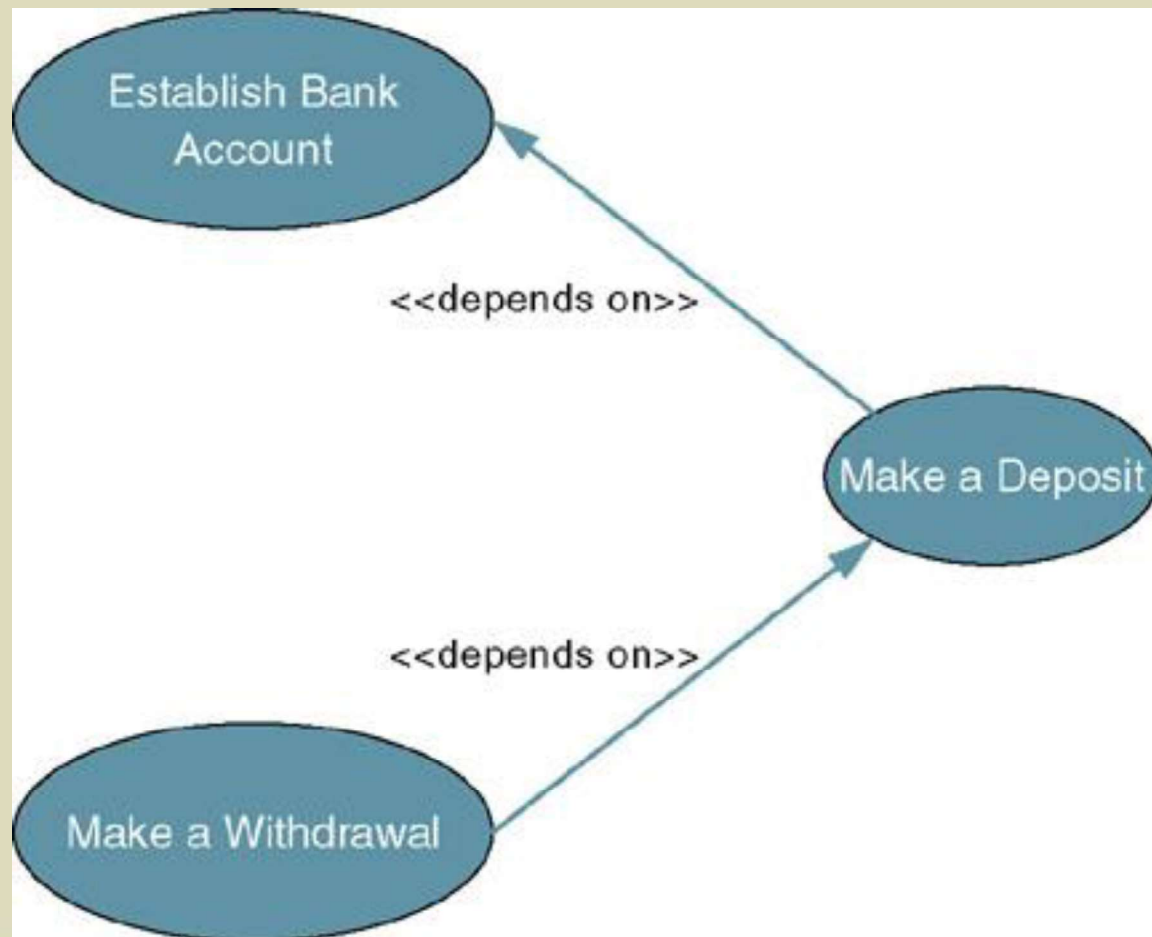 Establish Bank
Account
<<depends on>>
Make a Deposit
<<depends on>>
Make a Withdrawal